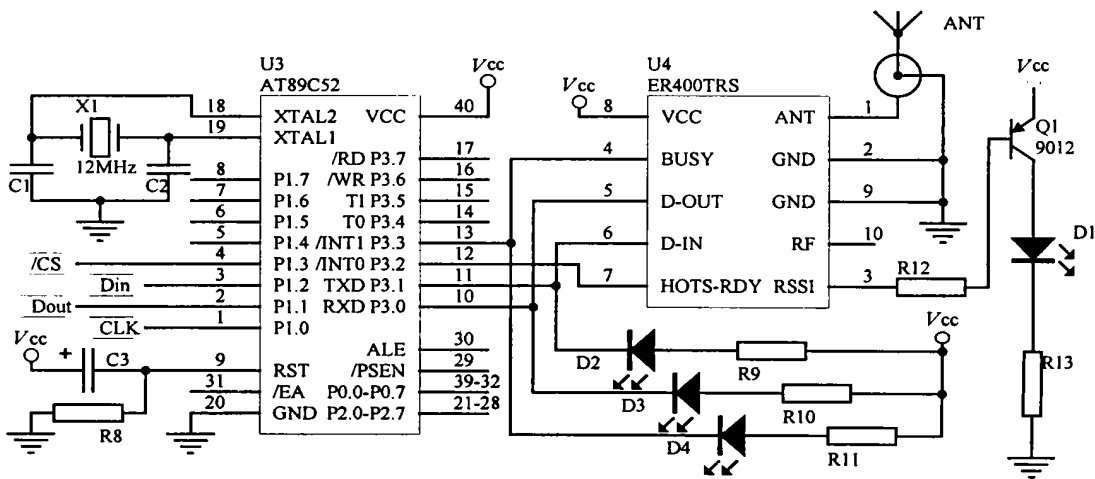 ANT
U3
AT89C52
Vcc
U4
ER400TRS
Vcc
Vcc
X1
12MHz
C1
C2
18 XTAL2 VCC 40
19 XTAL1
/RD P3.7 17
8 P1.7 /WR P3.6 16
7 P1.6 T1 P3.5 15
6 P1.5 T0 P3.4 14
5 P1.4 /INT1 P3.3 13
/CS 4 P1.3 /INT0 P3.2 12
Din 3 P1.2 TXD P3.1 11
Dout 2 P1.1 RXD P3.0 10
CLK 1 P1.0
ALE 30
9 RST /PSEN 29
31 /EA P0.0-P0.7 39-32
20 GND P2.0-P2.7 21-28
Vcc
+
C3
R8
8 VCC ANT 1
4 BUSY GND 2
5 D-OUT GND 9
6 D-IN RF 10
7 HOTS-RDY RSS1 3
R12
Q1
9012
D1
R13
Vcc
D2
R9
D3
R10
D4
R11